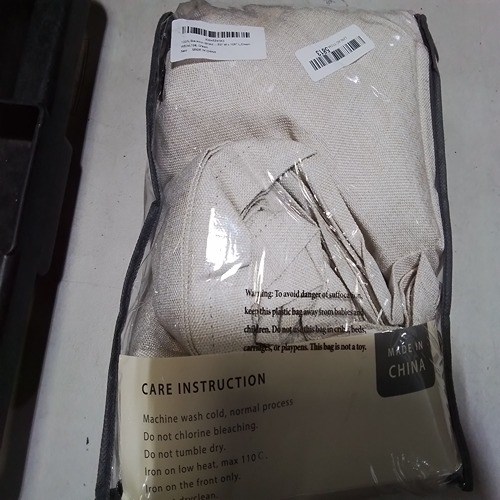 5813
Warning: To avoid danger of suffocation,
keep this plastic bag away from babies and
children. Do not use this bag in cribs, beds,
carriages, or playpens. This bag is not a toy.
MADE IN
CHINA
CARE INSTRUCTION
Machine wash cold, normal process
Do not chlorine bleaching.
Do not tumble dry.
Iron on low heat, max 110 C.
Iron on the front only.
dryclean.